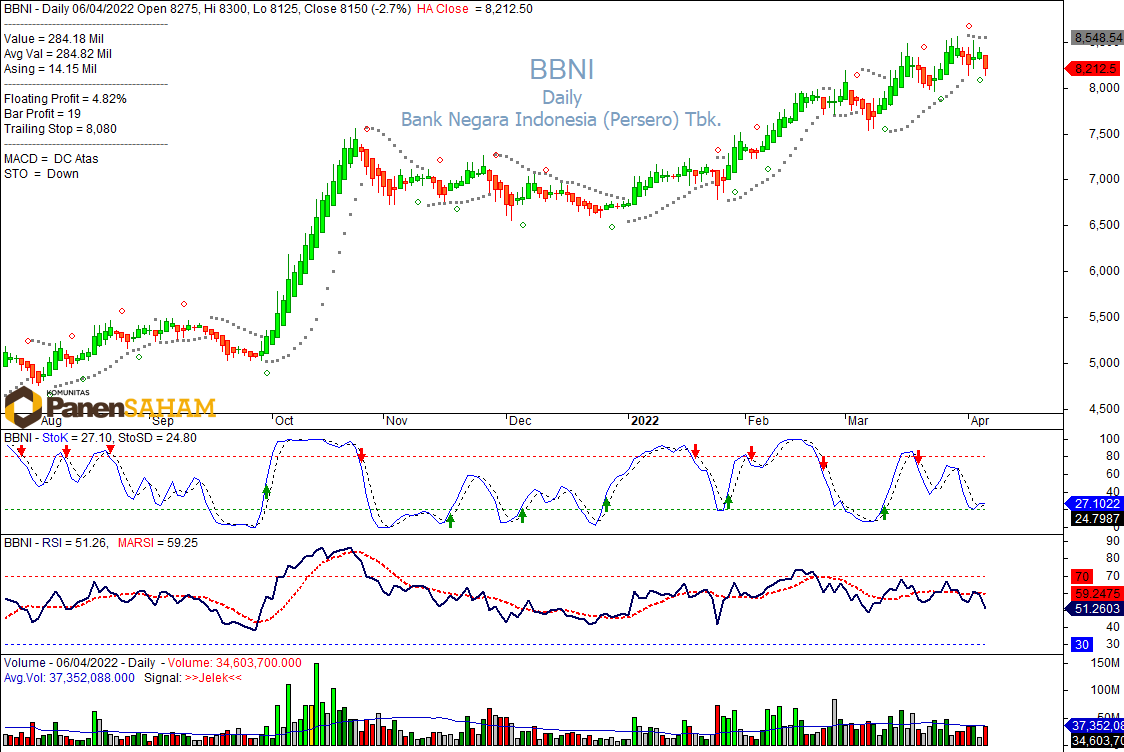 BBNI - Daily 06/04/2022 Open 8275, Hi 8300, Lo 8125, Close 8150 (-2.7%) HA Close = 8,212.50
Value = 284.18 Mil
Avg Val = 284.82 Mil
Asing = 14.15 Mil
Floating Profit = 4.82%
Bar Profit = 19
Trailing Stop = 8,080
MACD = DC Atas
STO = Down
BBNI
Daily
Bank Negara Indonesia (Persero) Tbk.
8,548.54
8,212.5
8,000
7,500
7,000
6,500
6,000
5,500
5,000
4,500
KOMUNITAS
PanenSAHAM
Aug Sep Oct Nov Dec 2022 Feb Mar Apr
BBNI - StoK = 27.10, StoSD = 24.80
100
80
60
40
27.1022
24.7987
0
BBNI - RSI = 51.26, MARSI = 59.25
90
80
70 70
59.2475
51.2603
40
30 30
Volume - 06/04/2022 - Daily - Volume: 34,603,700.000
Avg.Vol: 37,352,088.000 Signal: >>Jelek<<
150M
100M
50M
37,352,08
34,603,70